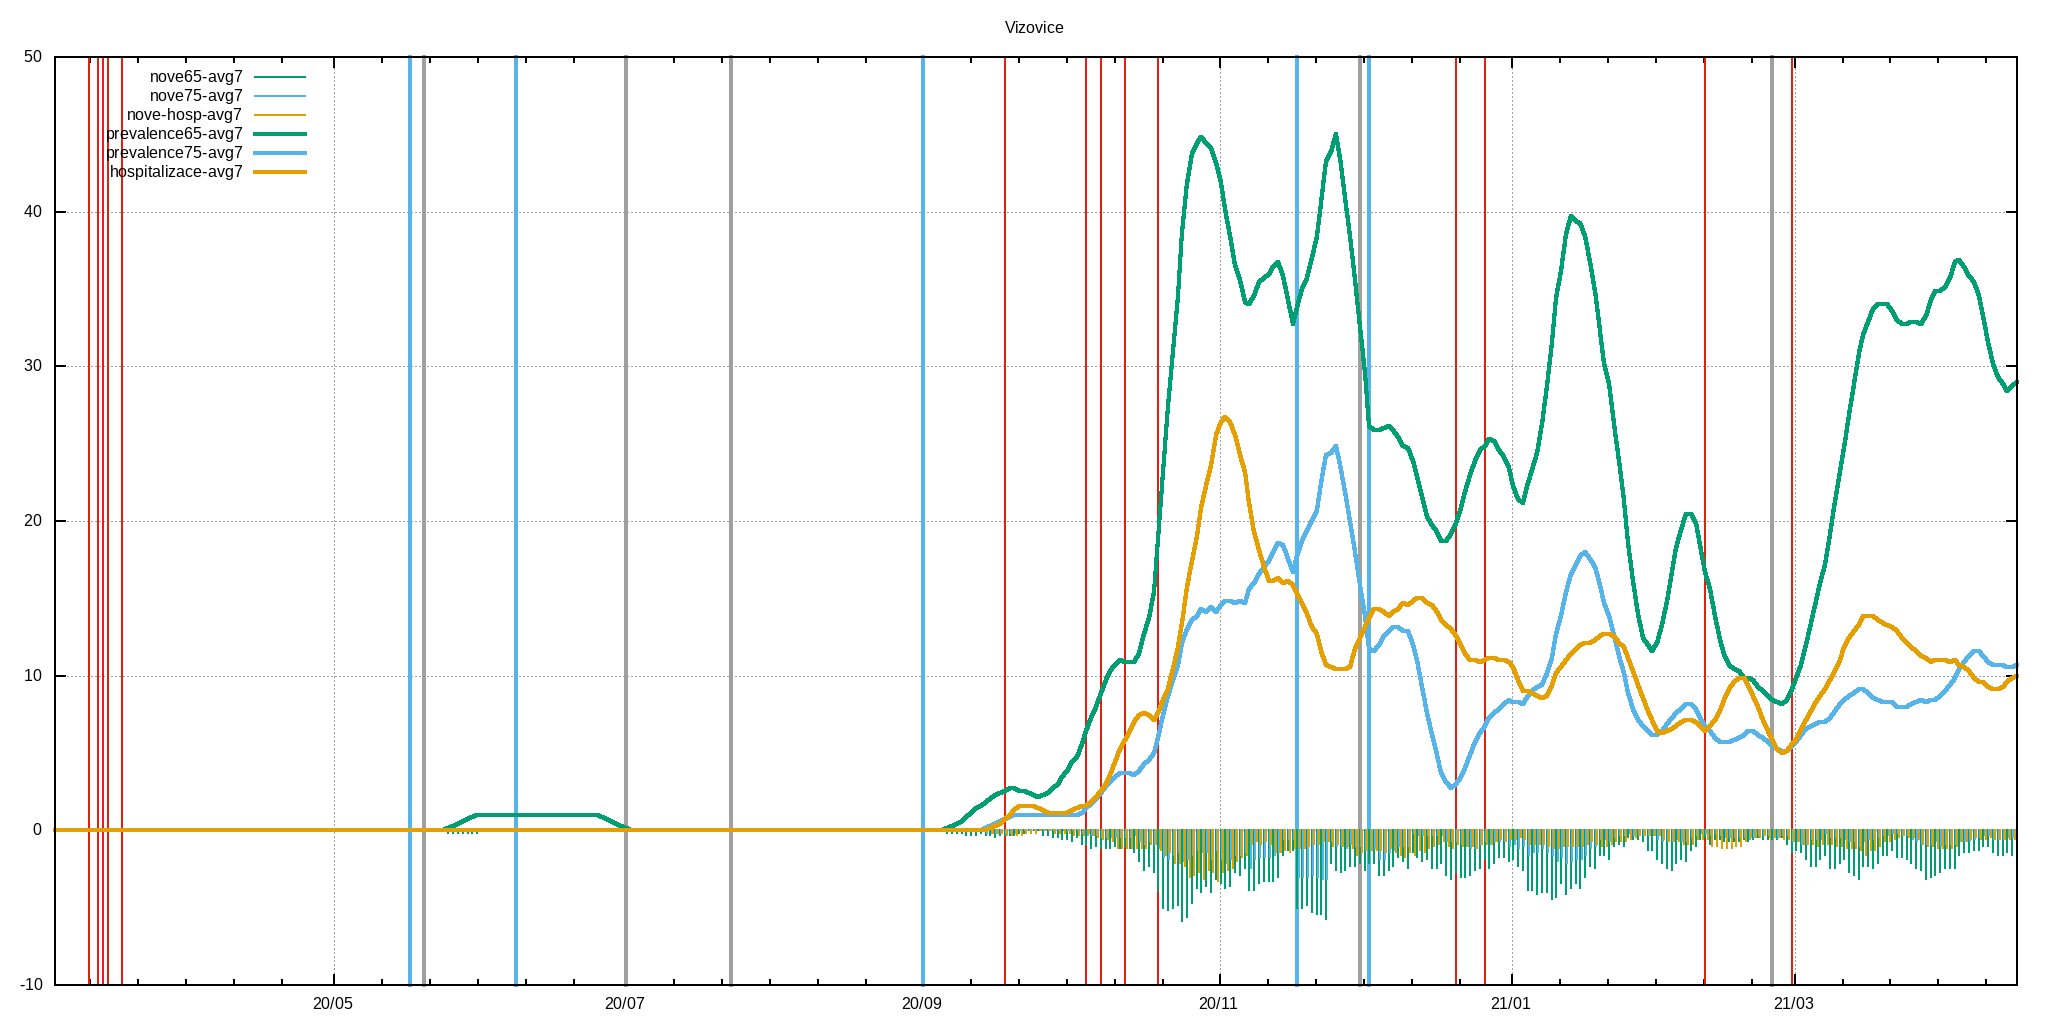 Vizovice
50
nove65-avg7
nove75-avg7
nove-hosp-avg7
prevalence65-avg7
prevalence75-avg7
hospitalizace-avg7
40
30
20
10
0
-10
20/05 20/07 20/09 20/11 21/01 21/03